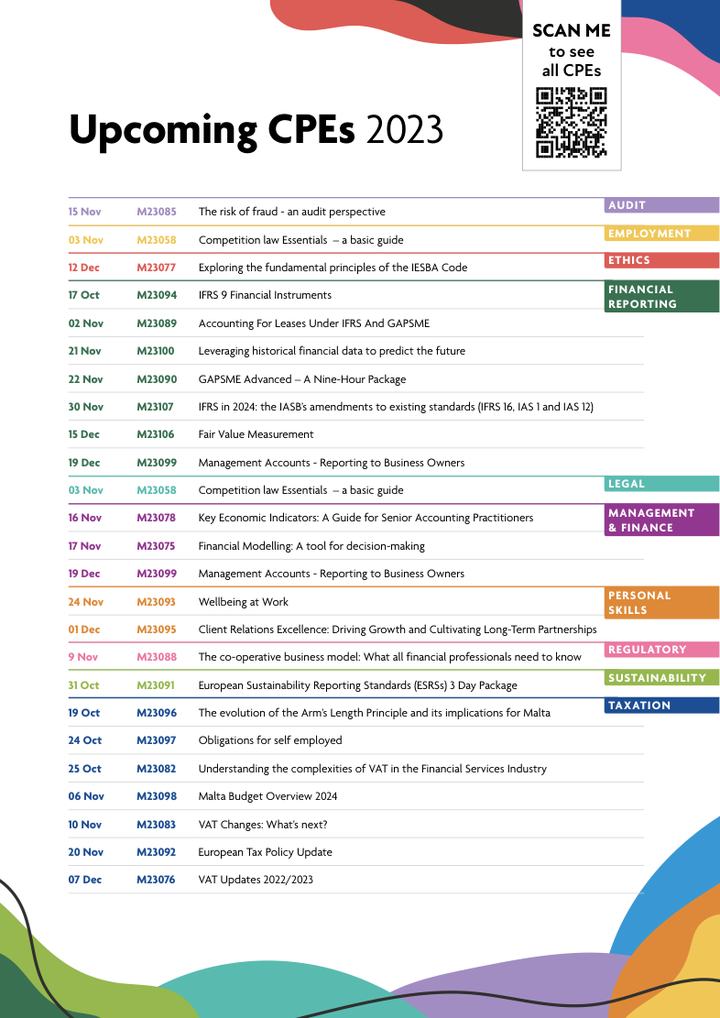 SCAN ME
to see
all CPEs
Upcoming CPEs 2023
15 Nov M23085 The risk of fraud - an audit perspective AUDIT
03 Nov M23058 Competition law Essentials – a basic guide EMPLOYMENT
12 Dec M23077 Exploring the fundamental principles of the IESBA Code ETHICS
17 Oct M23094 IFRS 9 Financial Instruments FINANCIAL
REPORTING
02 Nov M23089 Accounting For Leases Under IFRS And GAPSME
21 Nov M23100 Leveraging historical financial data to predict the future
22 Nov M23090 GAPSME Advanced – A Nine-Hour Package
30 Nov M23107 IFRS in 2024: the IASB's amendments to existing standards (IFRS 16, IAS 1 and IAS 12)
15 Dec M23106 Fair Value Measurement
19 Dec M23099 Management Accounts - Reporting to Business Owners
03 Nov M23058 Competition law Essentials – a basic guide LEGAL
16 Nov M23078 Key Economic Indicators: A Guide for Senior Accounting Practitioners MANAGEMENT
& FINANCE
17 Nov M23075 Financial Modelling: A tool for decision-making
19 Dec M23099 Management Accounts - Reporting to Business Owners
24 Nov M23093 Wellbeing at Work PERSONAL
SKILLS
01 Dec M23095 Client Relations Excellence: Driving Growth and Cultivating Long-Term Partnerships
9 Nov M23088 The co-operative business model: What all financial professionals need to know REGULATORY
31 Oct M23091 European Sustainability Reporting Standards (ESRSs) 3 Day Package SUSTAINABILITY
19 Oct M23096 The evolution of the Arm's Length Principle and its implications for Malta TAXATION
24 Oct M23097 Obligations for self employed
25 Oct M23082 Understanding the complexities of VAT in the Financial Services Industry
06 Nov M23098 Malta Budget Overview 2024
10 Nov M23083 VAT Changes: What's next?
20 Nov M23092 European Tax Policy Update
07 Dec M23076 VAT Updates 2022/2023